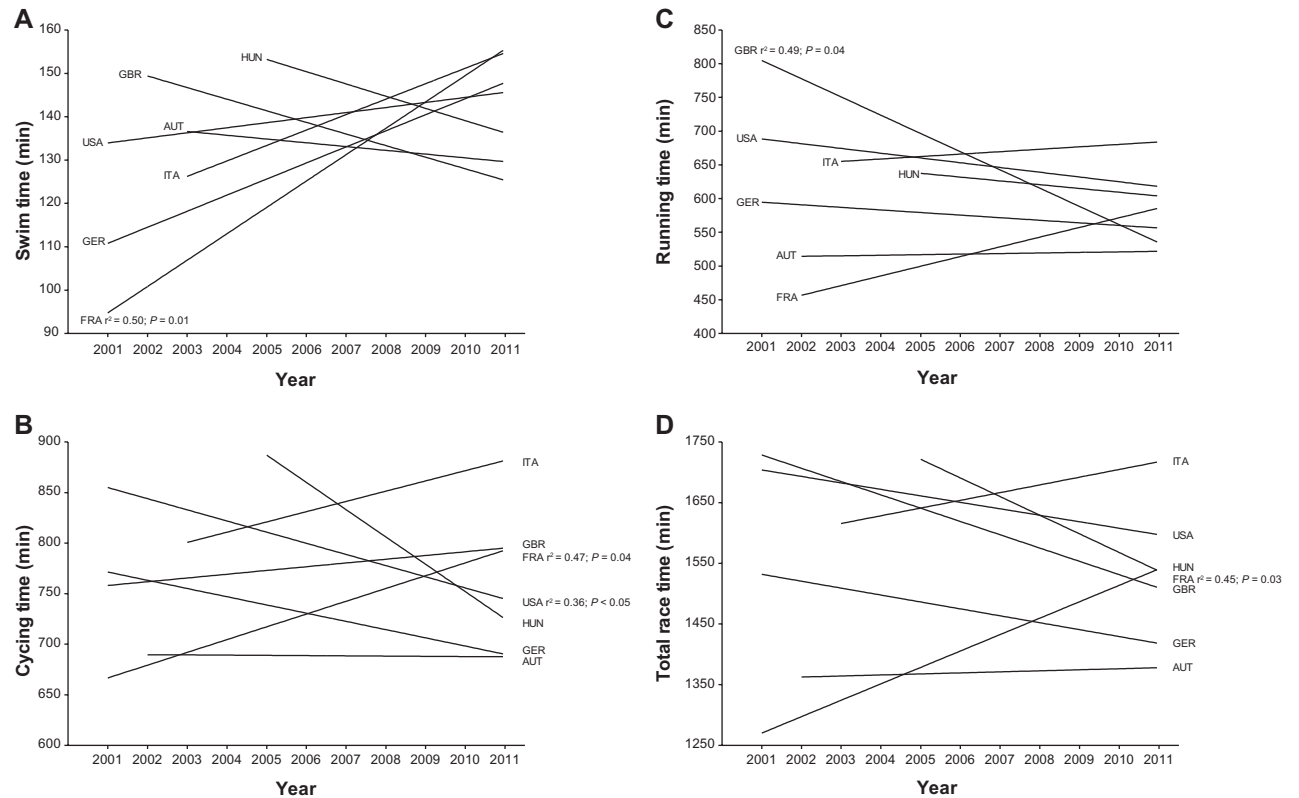 A
Swim time (min)
160
150
140
130
120
110
100
90
HUN
GBR
AUT
USA
ITA
GER
FRA r² = 0.50; P = 0.01
2001 2002 2003 2004 2005 2006 2007 2008 2009 2010 2011
Year
C
Running time (min)
850
800
750
700
650
600
550
500
450
400
GBR r² = 0.49; P = 0.04
USA
ITA
HUN
GER
AUT
FRA
2001 2002 2003 2004 2005 2006 2007 2008 2009 2010 2011
Year
B
Cycing time (min)
900
850
800
750
700
650
600
ITA
GBR
FRA r² = 0.47; P = 0.04
USA r² = 0.36; P < 0.05
HUN
GER
AUT
2001 2002 2003 2004 2005 2006 2007 2008 2009 2010 2011
Year
D
Total race time (min)
1750
1650
1550
1450
1350
1250
ITA
USA
HUN
FRA r² = 0.45; P = 0.03
GBR
GER
AUT
2001 2002 2003 2004 2005 2006 2007 2008 2009 2010 2011
Year